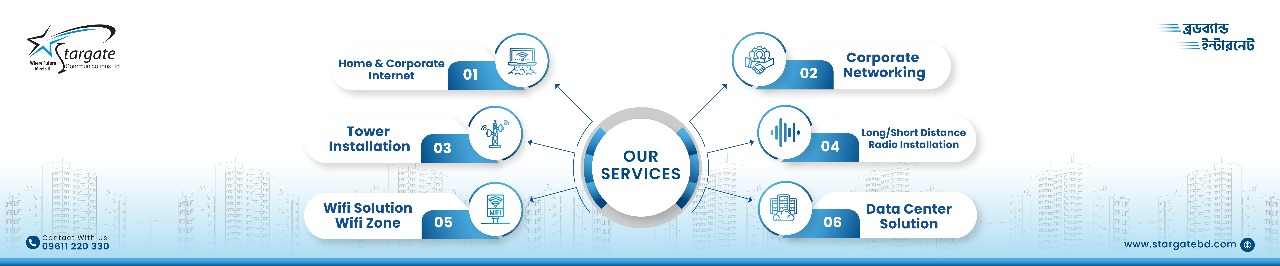 Stargate
Where Future
Communications Ltd
ব্রডব্যান্ড
ইন্টারনেট
Home & Corporate
Internet
01
02
Corporate
Networking
Tower
Installation
03
OUR
SERVICES
04
Long/Short Distance
Radio Installation
Wifi Solution
Wifi Zone
05
WIFI
06
Data Center
Solution
Contact With Us
09611 220 330
www.stargatebd.com